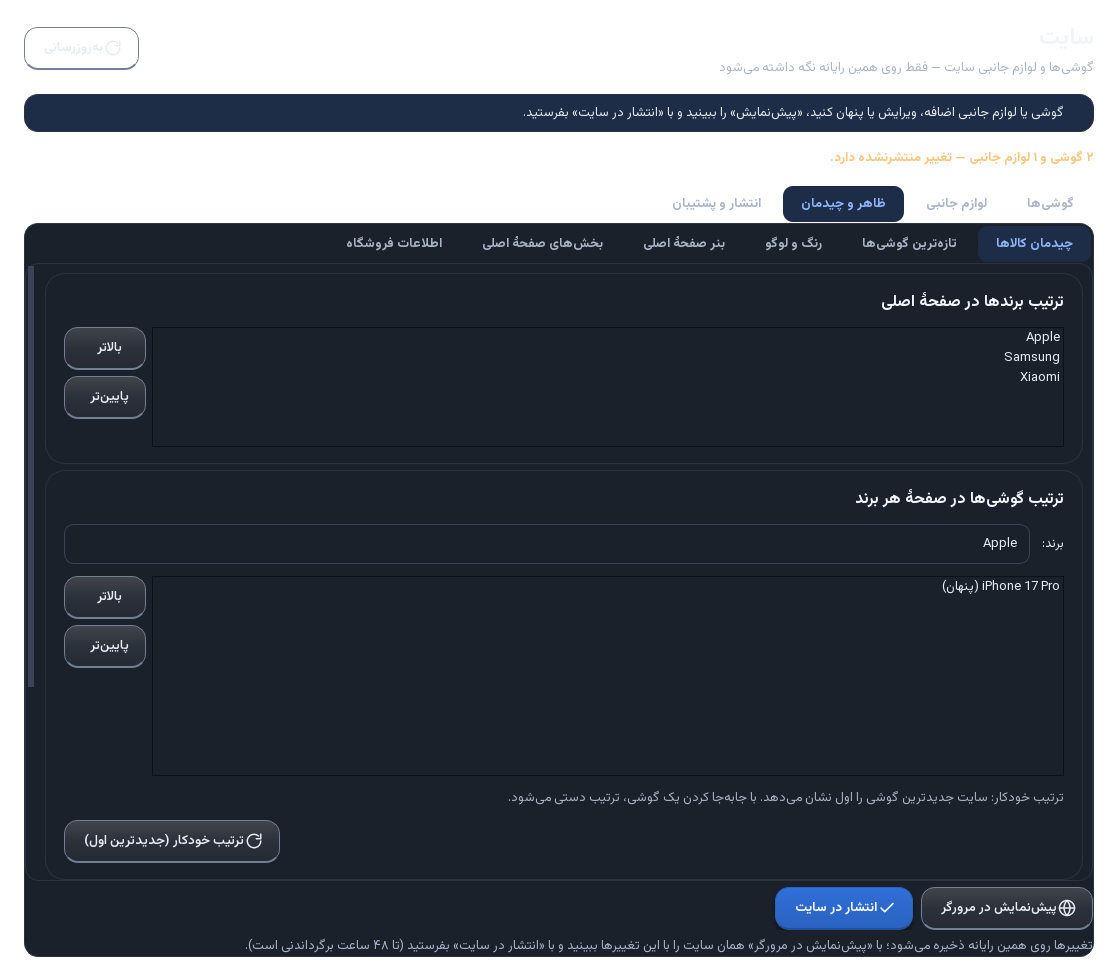 سایت
به‌روزرسانی
گوشی‌ها و لوازم جانبی سایت — فقط روی همین رایانه نگه داشته می‌شود
گوشی یا لوازم جانبی اضافه، ویرایش یا پنهان کنید، «پیش‌نمایش» را ببینید و با «انتشار در سایت» بفرستید.
۲ گوشی و ۱ لوازم جانبی — تغییر منتشرنشده دارد.
گوشی‌ها لوازم جانبی ظاهر و چیدمان انتشار و پشتیبان
چیدمان کالاها تازه‌ترین گوشی‌ها رنگ و لوگو بنر صفحهٔ اصلی بخش‌های صفحهٔ اصلی اطلاعات فروشگاه
ترتیب برندها در صفحهٔ اصلی
Apple
Samsung
Xiaomi
بالاتر
پایین‌تر
ترتیب گوشی‌ها در صفحهٔ هر برند
برند: Apple
iPhone 17 Pro (پنهان)
بالاتر
پایین‌تر
ترتیب خودکار: سایت جدیدترین گوشی را اول نشان می‌دهد. با جابه‌جا کردن یک گوشی، ترتیب دستی می‌شود.
ترتیب خودکار (جدیدترین اول)
پیش‌نمایش در مرورگر انتشار در سایت
تغییرها روی همین رایانه ذخیره می‌شود؛ با «پیش‌نمایش در مرورگر» همان سایت را با این تغییرها ببینید و با «انتشار در سایت» بفرستید (تا ۴۸ ساعت برگرداندنی است).